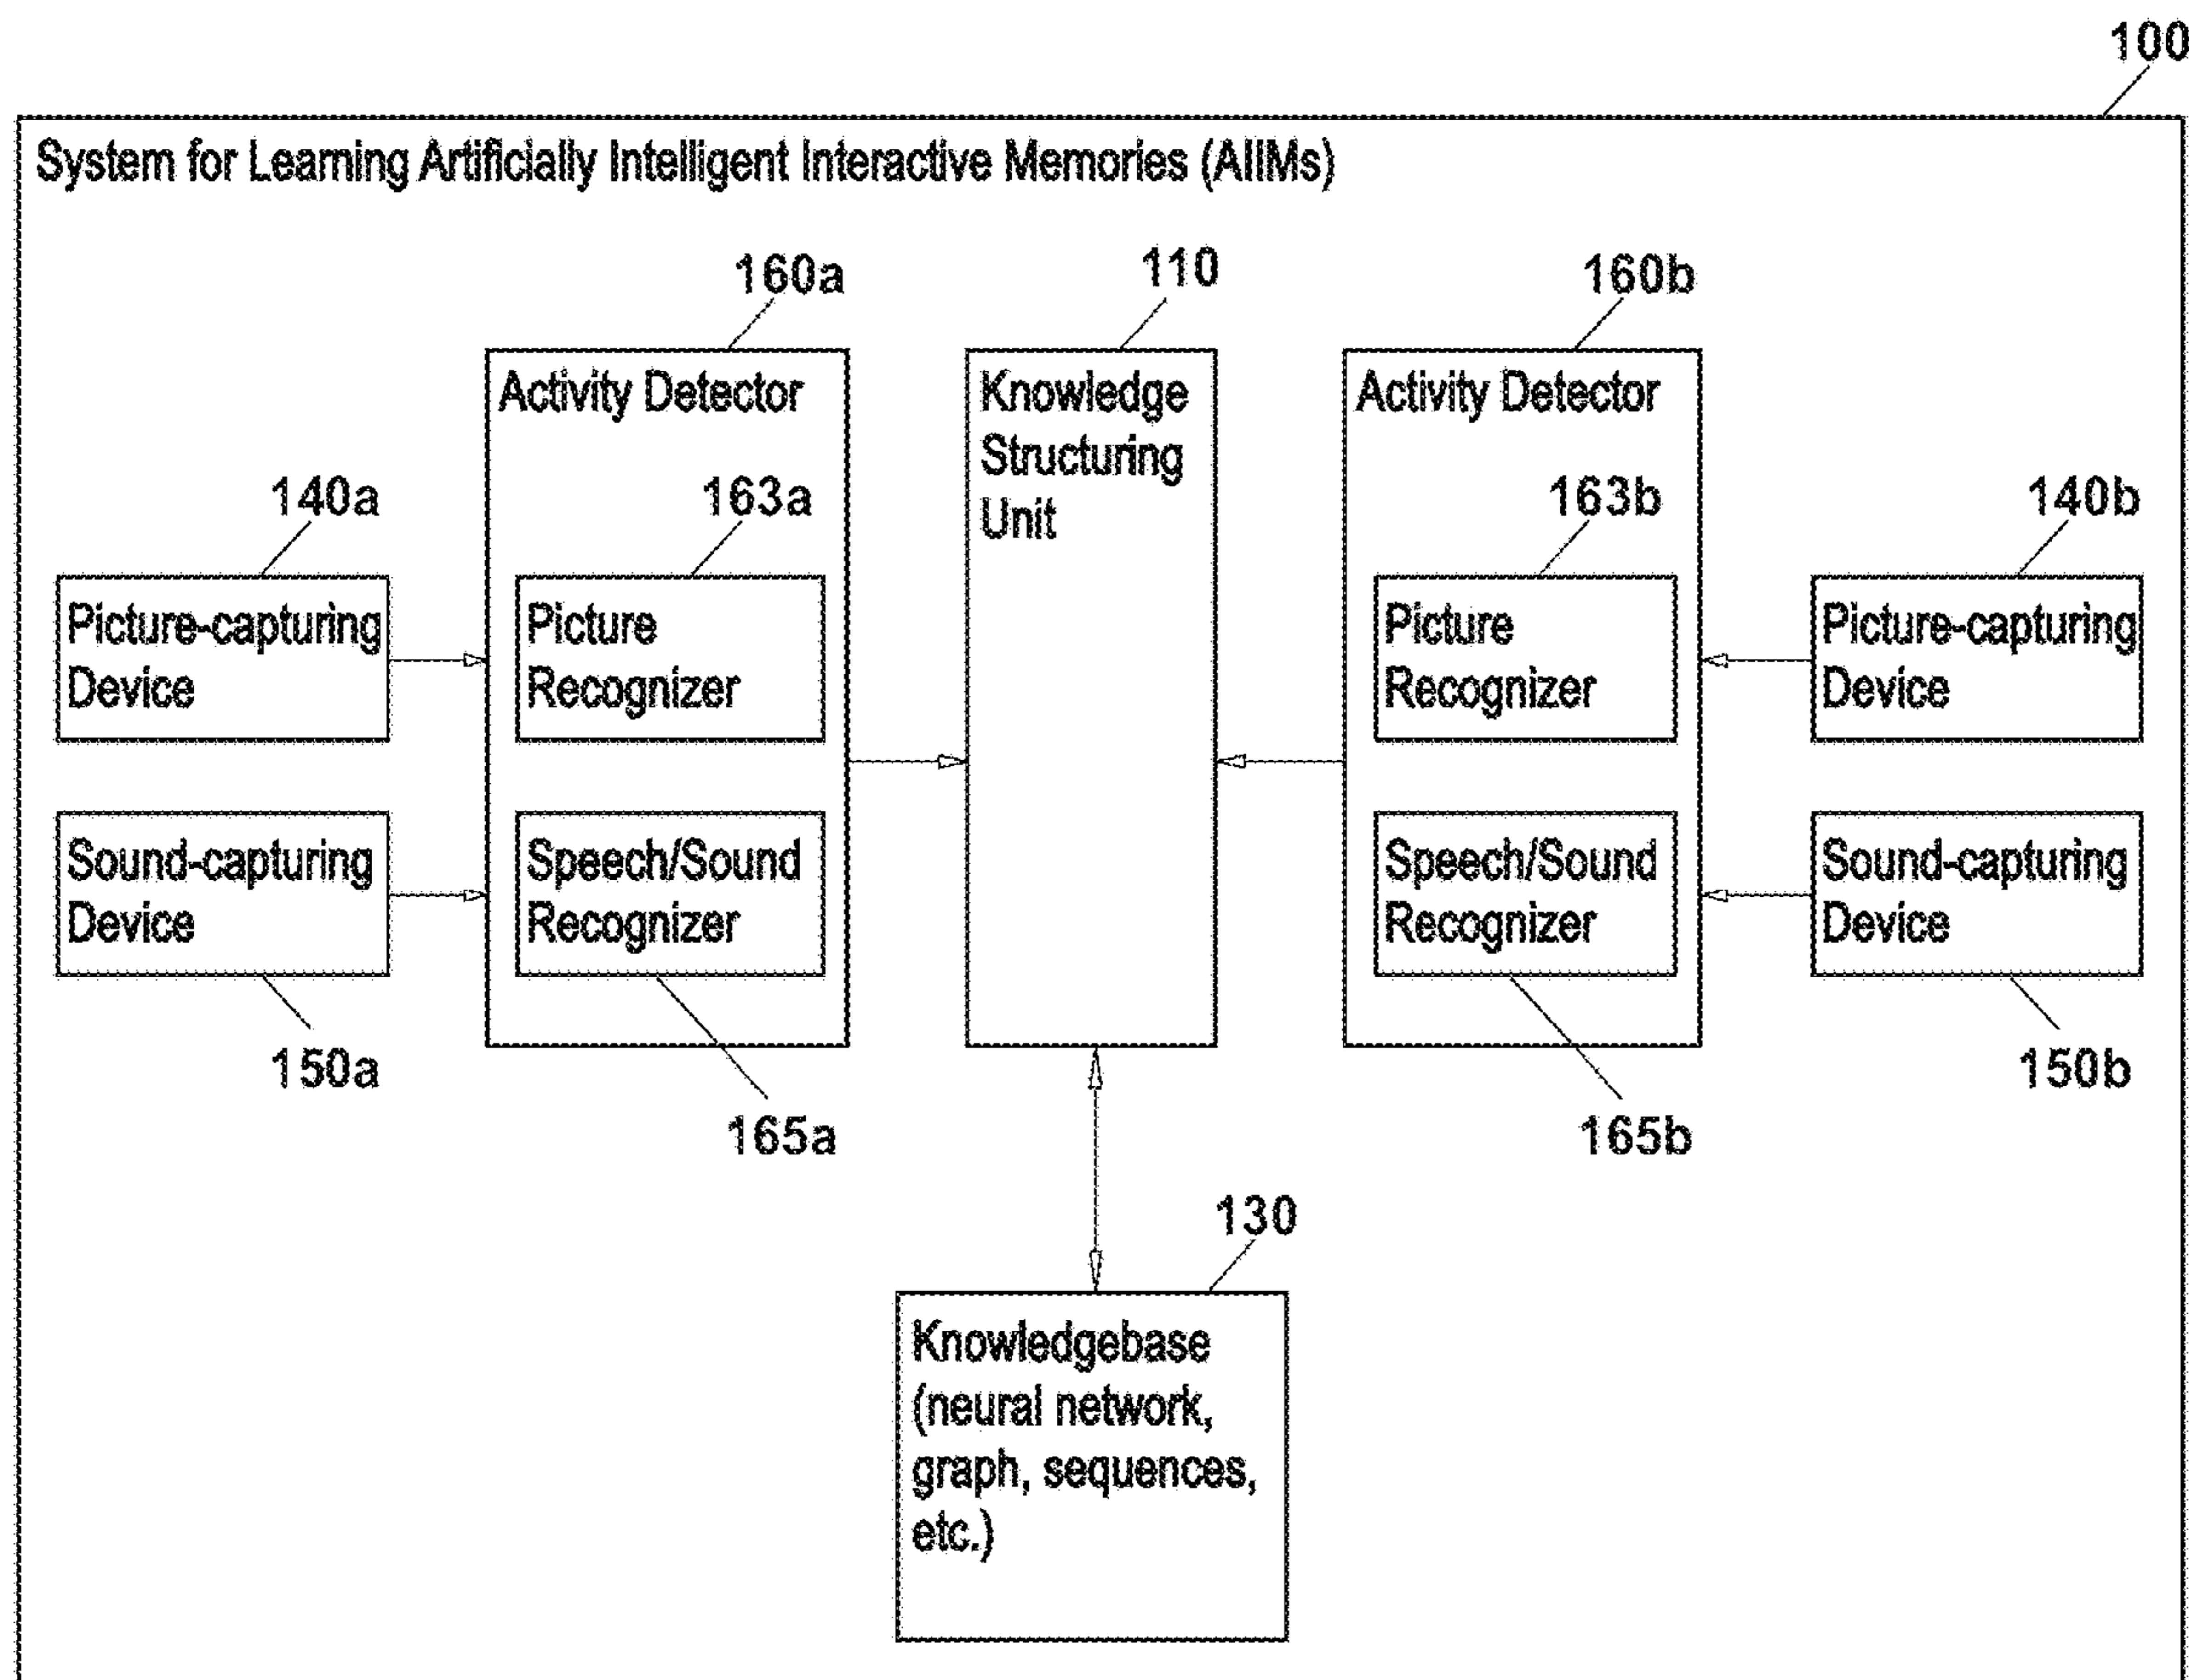 100
System for Learning Artificially Intelligent Interactive Memories (AIIMs)
160a
110
160b
Activity Detector
Knowledge
Structuring
Unit
Activity Detector
140a
163a
163b
140b
Picture-capturing
Device
Picture
Recognizer
Picture
Recognizer
Picture-capturing
Device
Sound-capturing
Device
Speech/Sound
Recognizer
Speech/Sound
Recognizer
Sound-capturing
Device
150a
165a
165b
150b
130
Knowledgebase
(neural network,
graph, sequences,
etc.)